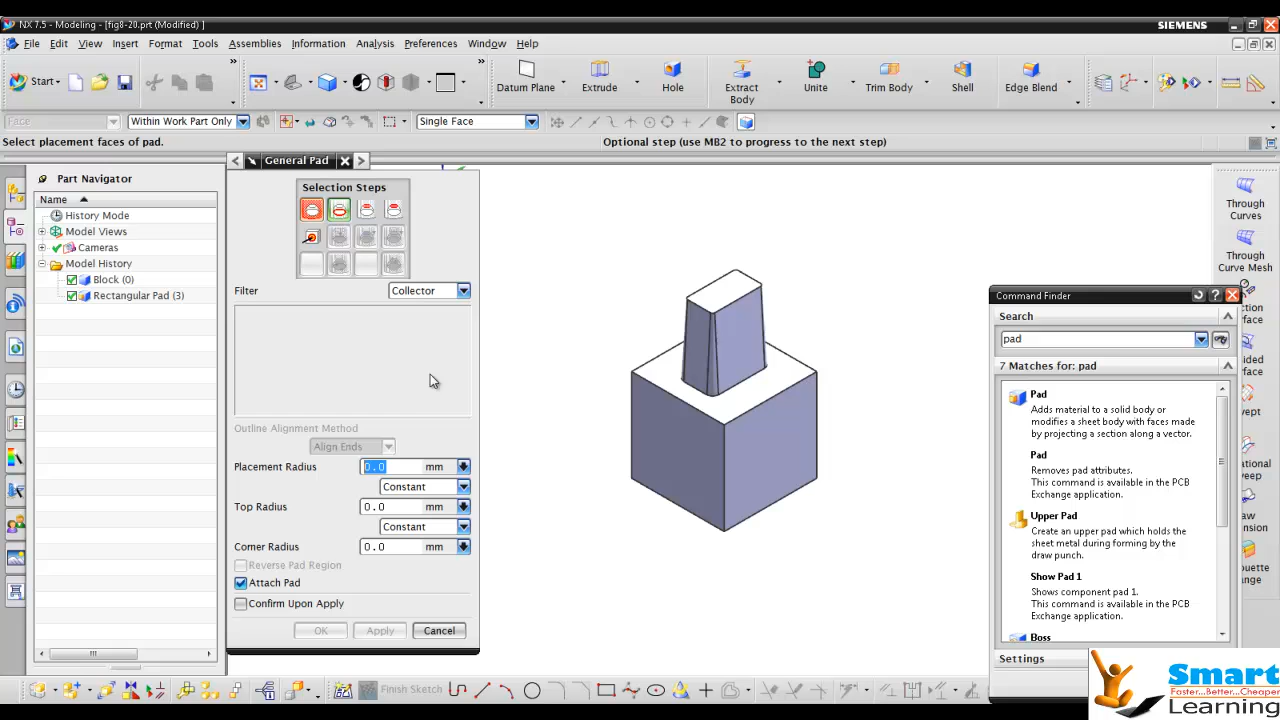 NX 7.5 - Modeling - [fig8-20.prt (Modified) ]
SIEMENS
File Edit View Insert Format Tools Assemblies Information Analysis Preferences Window Help
Start
Datum Plane
Extrude
Hole
Extract Body
Unite
Trim Body
Shell
Edge Blend
Face
Within Work Part Only
Single Face
Select placement faces of pad.
Optional step (use MB2 to progress to the next step)
Part Navigator
Name
History Mode
Model Views
Cameras
Model History
Block (0)
Rectangular Pad (3)
General Pad
Selection Steps
Filter
Collector
Outline Alignment Method
Align Ends
Placement Radius 0.0 mm
Constant
Top Radius 0.0 mm
Constant
Corner Radius 0.0 mm
Reverse Pad Region
Attach Pad
Confirm Upon Apply
OK Apply Cancel
Command Finder
Search
pad
7 Matches for: pad
Pad
Adds material to a solid body or
modifies a sheet body with faces made
by projecting a section along a vector.
Pad
Removes pad attributes.
This command is available in the PCB
Exchange application.
Upper Pad
Create an upper pad which holds the
sheet metal during forming by the
draw punch.
Show Pad 1
Shows component pad 1.
This command is available in the PCB
Exchange application.
Boss
Settings
Through
Curves
Through
Curve Mesh
Finish Sketch
Smart
Faster...Better...Cheaper
Learning